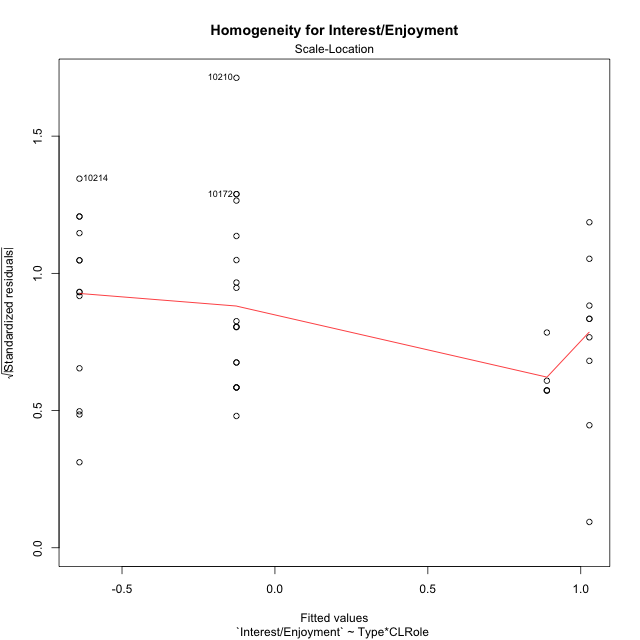 Homogeneity for Interest/Enjoyment
Scale-Location
10210
10214
10172
√|Standardized residuals|
0.0
0.5
1.0
1.5
-0.5
0.0
0.5
1.0
Fitted values
`Interest/Enjoyment` ~ Type*CLRole